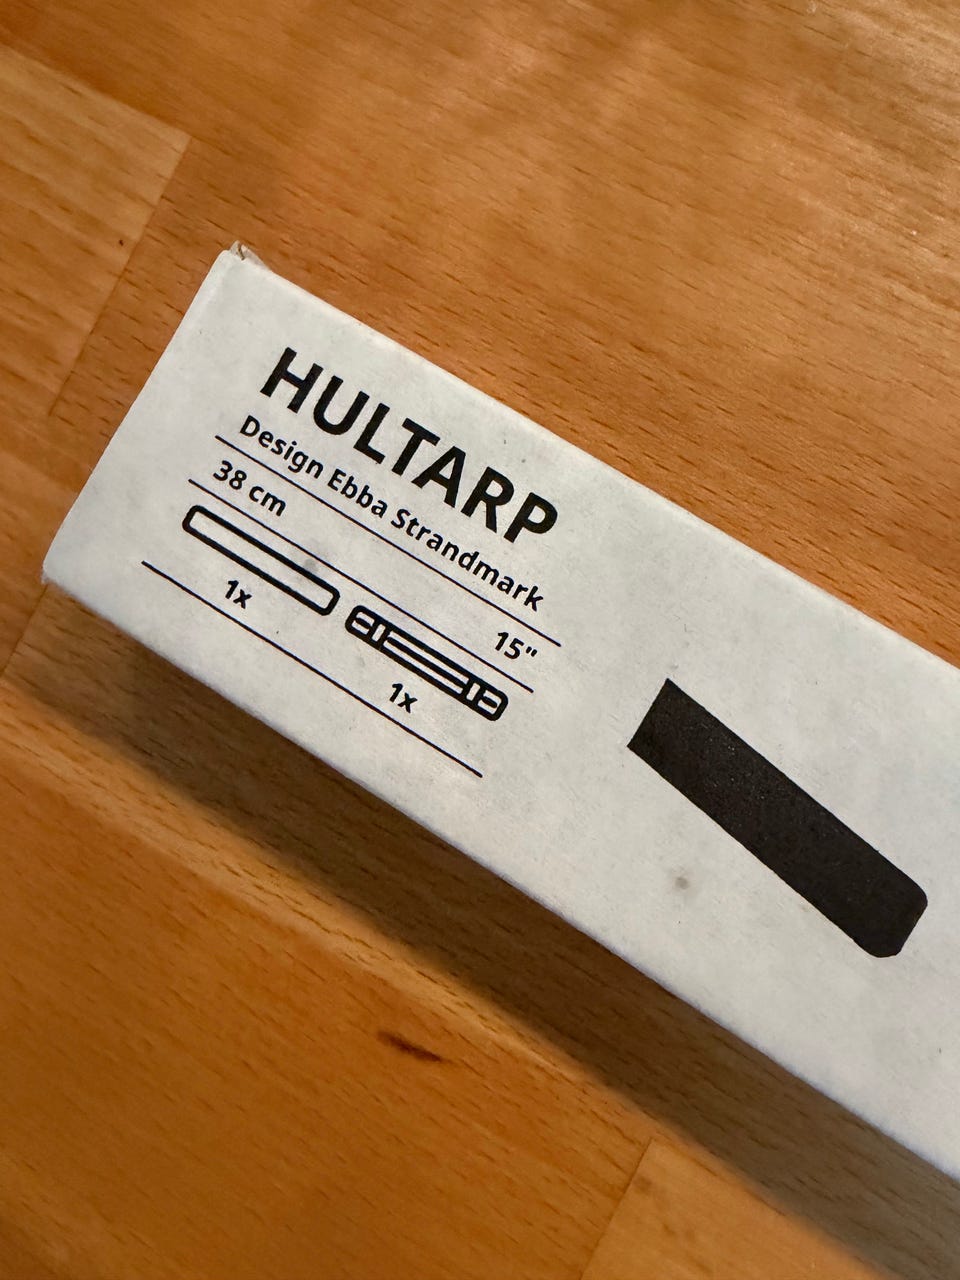 HULTARP
Design Ebba Strandmark
38 cm
15"
1x
1x